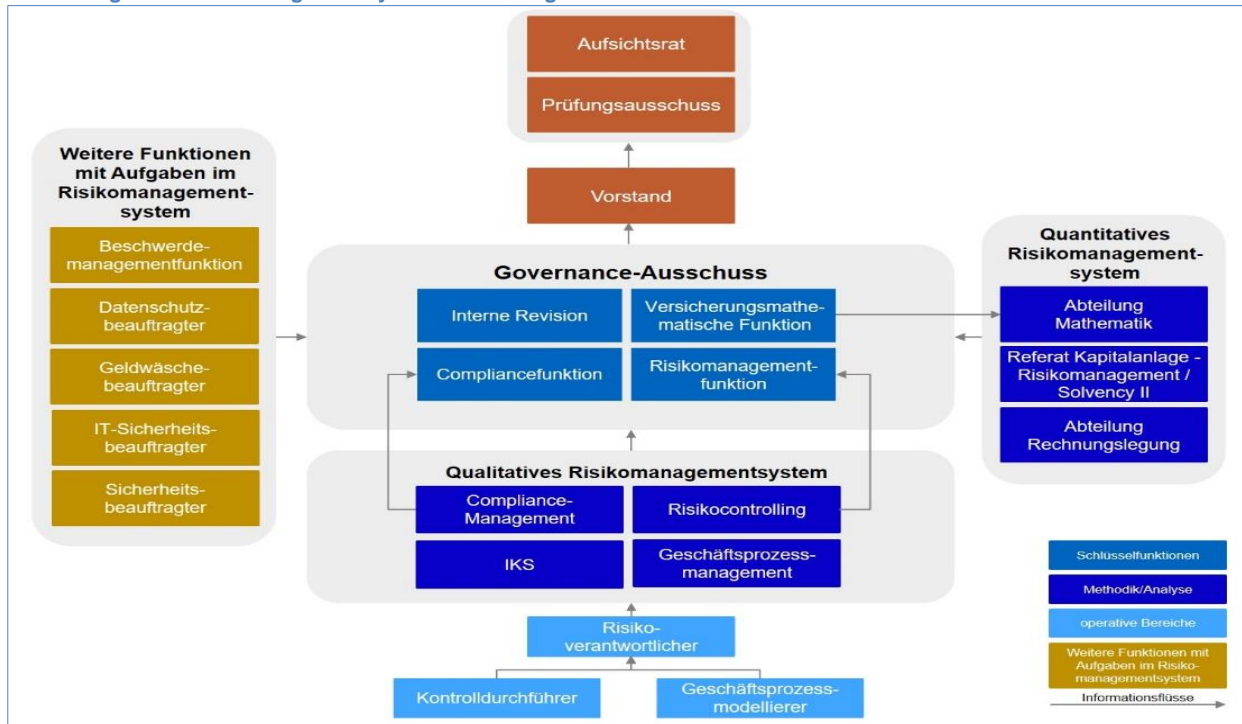 Aufsichtsrat
Prüfungsausschuss
Vorstand
Weitere Funktionen
mit Aufgaben im
Risikomanagement-
system
Beschwerde-
managementfunktion
Datenschutz-
beauftragter
Geldwäsche-
beauftragter
IT-Sicherheits-
beauftragter
Sicherheits-
beauftragter
Governance-Ausschuss
Interne Revision
Versicherungsmathe-
matische Funktion
Compliancefunktion
Risikomanagement-
funktion
Quantitatives
Risikomanagement-
system
Abteilung
Mathematik
Referat Kapitalanlage -
Risikomanagement /
Solvency II
Abteilung
Rechnungslegung
Qualitatives Risikomanagementsystem
Compliance-
Management
Risikocontrolling
IKS
Geschäftsprozess-
management
Risiko-
verantwortlicher
Kontrolldurchführer
Geschäftsprozess-
modellierer
Schlüsselfunktionen
Methodik/Analyse
operative Bereiche
Weitere Funktionen mit
Aufgaben im Risiko-
managementsystem
Informationsflüsse